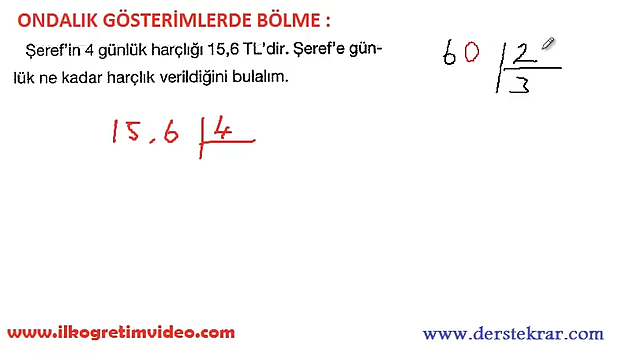 ONDALIK GÖSTERİMLERDE BÖLME :
Şeref'in 4 günlük harçlığı 15,6 TL'dir. Şeref'e gün-
lük ne kadar harçlık verildiğini bulalım.
60 2
3
15,6 4
www.ilkogretimvideo.com
www.derstekrar.com